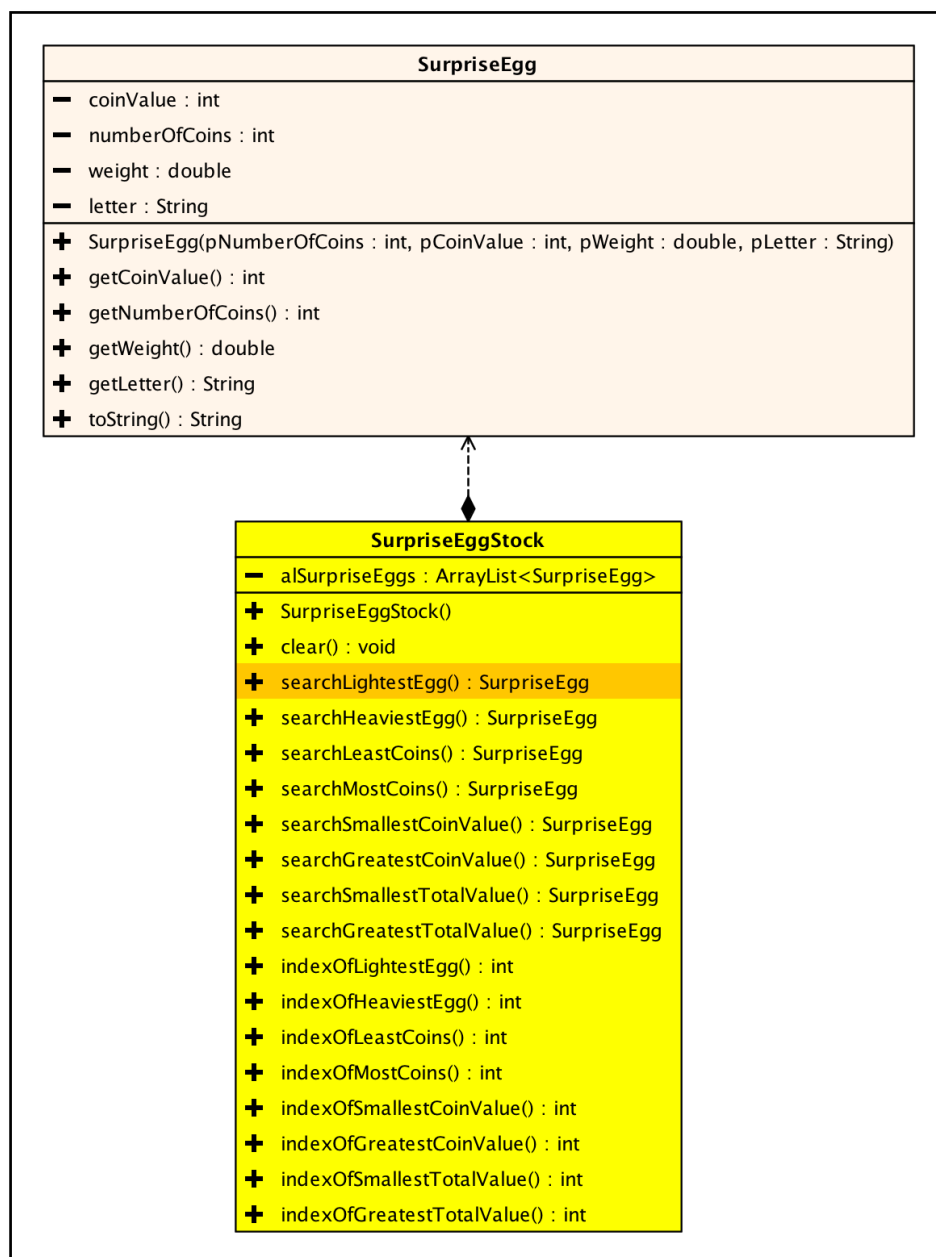 SurpriseEgg
coinValue : int
numberOfCoins : int
weight : double
letter : String
SurpriseEgg(pNumberOfCoins : int, pCoinValue : int, pWeight : double, pLetter : String)
getCoinValue() : int
getNumberOfCoins() : int
getWeight() : double
getLetter() : String
toString() : String
SurpriseEggStock
alSurpriseEggs : ArrayList<SurpriseEgg>
SurpriseEggStock()
clear() : void
searchLightestEgg() : SurpriseEgg
searchHeaviestEgg() : SurpriseEgg
searchLeastCoins() : SurpriseEgg
searchMostCoins() : SurpriseEgg
searchSmallestCoinValue() : SurpriseEgg
searchGreatestCoinValue() : SurpriseEgg
searchSmallestTotalValue() : SurpriseEgg
searchGreatestTotalValue() : SurpriseEgg
indexOfLightestEgg() : int
indexOfHeaviestEgg() : int
indexOfLeastCoins() : int
indexOfMostCoins() : int
indexOfSmallestCoinValue() : int
indexOfGreatestCoinValue() : int
indexOfSmallestTotalValue() : int
indexOfGreatestTotalValue() : int